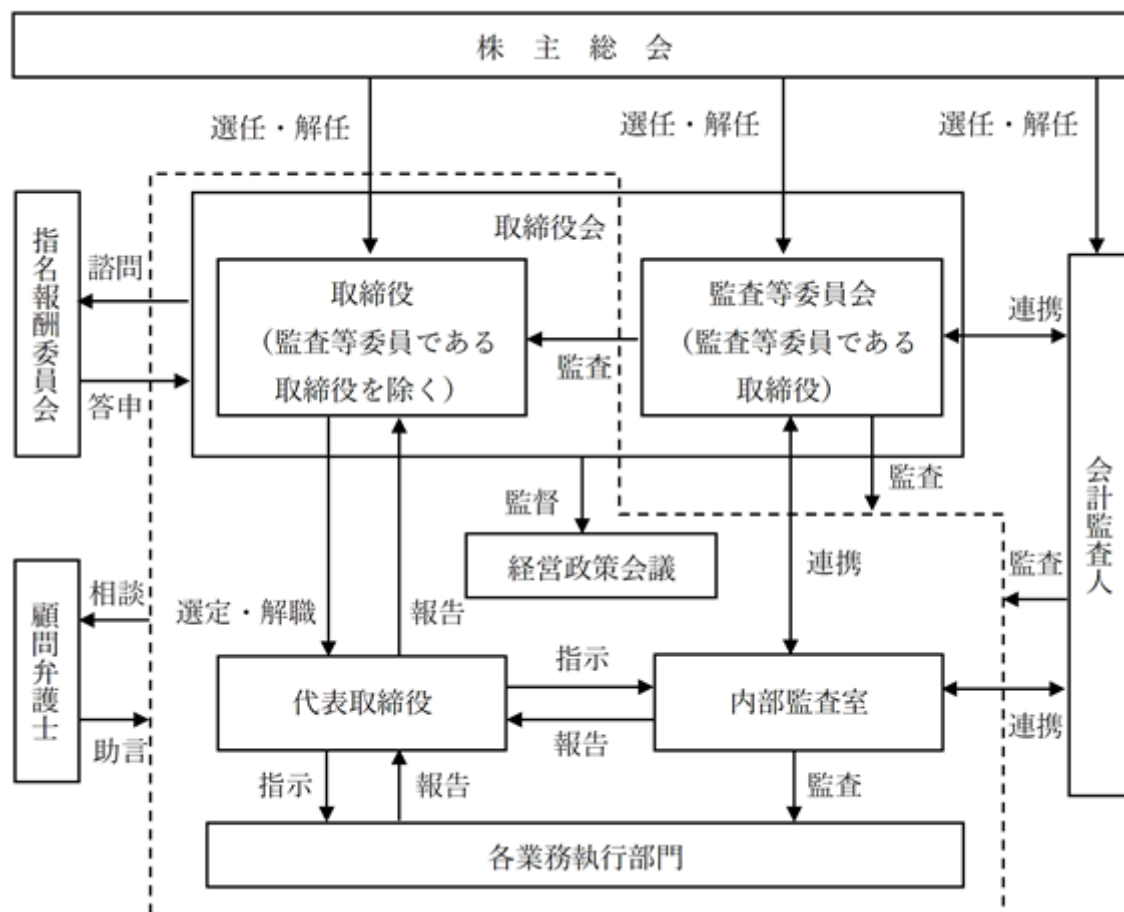 株主総会
選任・解任
選任・解任
選任・解任
取締役会
指名報酬委員会
諮問
答申
取締役
（監査等委員である
取締役を除く）
監査
監査等委員会
（監査等委員である
取締役）
連携
会計監査人
監査
監督
経営政策会議
連携
監査
顧問弁護士
相談
助言
選定・解職
報告
代表取締役
指示
報告
内部監査室
連携
指示
報告
監査
各業務執行部門